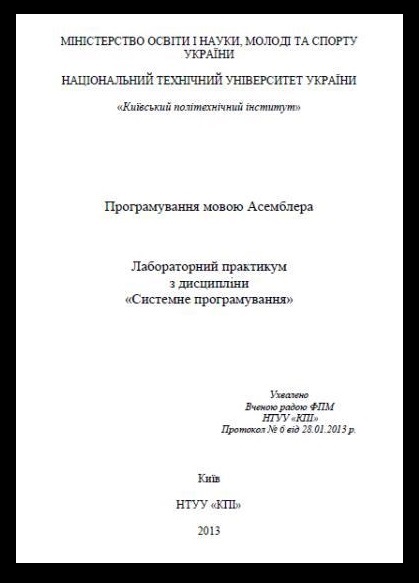 МІНІСТЕРСТВО ОСВІТИ І НАУКИ, МОЛОДІ ТА СПОРТУ
УКРАЇНИ
НАЦІОНАЛЬНИЙ ТЕХНІЧНИЙ УНІВЕРСИТЕТ УКРАЇНИ
«Київський політехнічний інститут»
Програмування мовою Асемблера
Лабораторний практикум
з дисципліни
«Системне програмування»
Ухвалено
Вченою радою ФПМ
НТУУ «КПІ»
Протокол № 6 від 28.01.2013 р.
Київ
НТУУ «КПІ»
2013